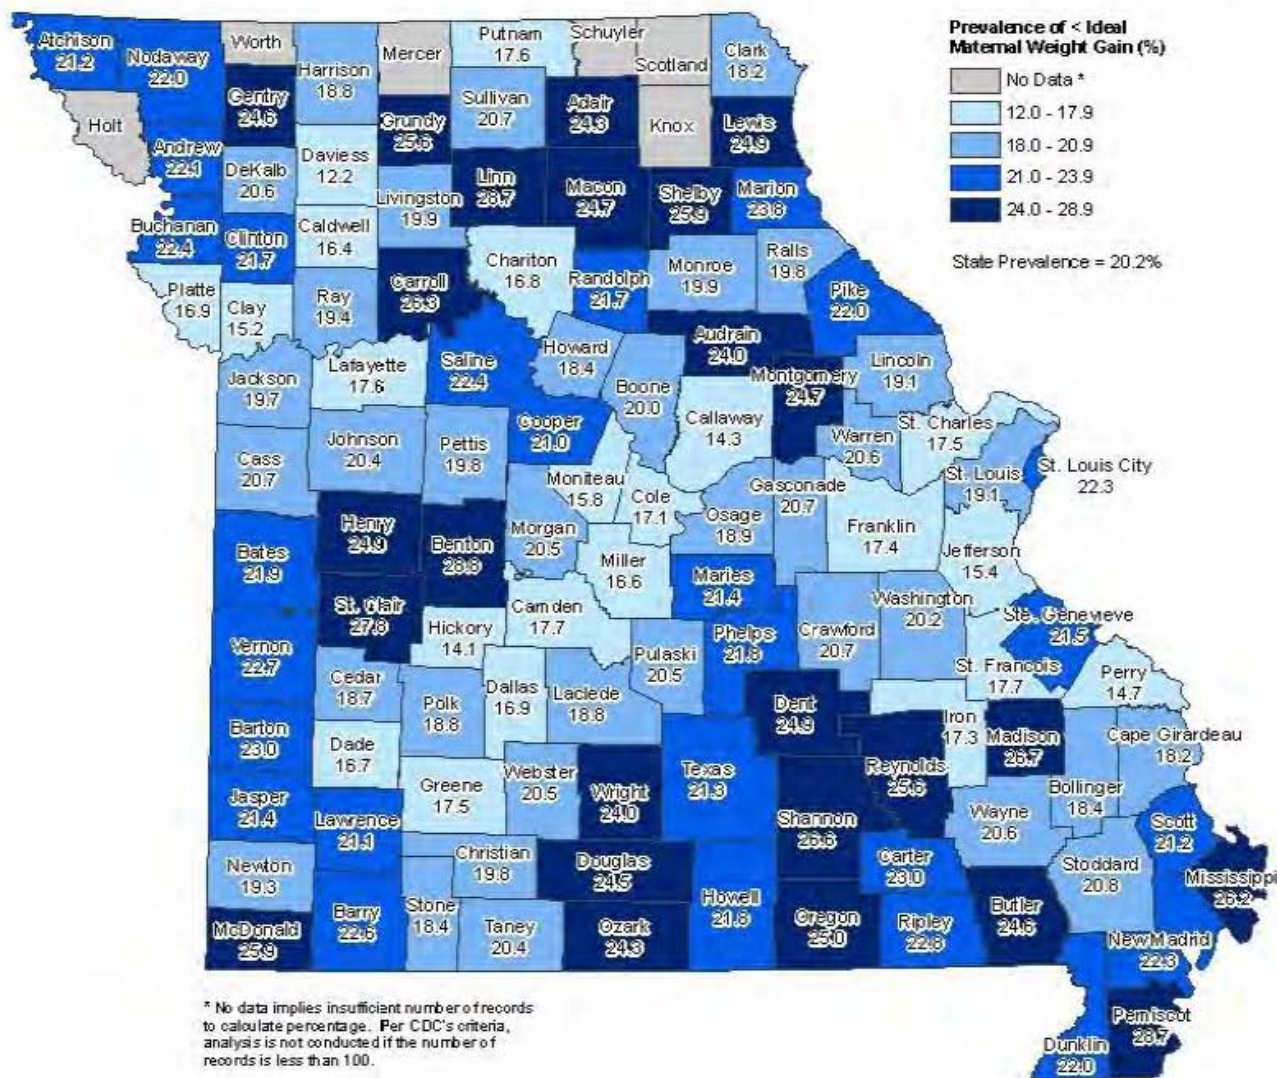 Prevalence of < Ideal
Maternal Weight Gain (%)
No Data *
12.0 - 17.9
18.0 - 20.9
21.0 - 23.9
24.0 - 28.9
State Prevalence = 20.2%
Atchison
21.2
Nodaway
22.0
Worth
Harrison
18.8
Mercer
Putnam
17.6
Schuyler
Scotland
Clark
18.2
Holt
Gentry
24.6
Grundy
25.6
Sullivan
20.7
Adair
24.3
Knox
Lewis
24.9
Andrew
22.1
DeKalb
20.6
Daviess
12.2
Livingston
19.9
Linn
28.7
Macon
24.7
Shelby
25.9
Marion
23.8
Buchanan
22.4
Clinton
21.7
Caldwell
16.4
Carroll
26.3
Chariton
16.8
Randolph
21.7
Monroe
19.9
Ralls
19.8
Pike
22.0
Platte
16.9
Clay
15.2
Ray
19.4
Audrain
24.0
Lafayette
17.6
Saline
22.4
Howard
18.4
Boone
20.0
Montgomery
24.7
Lincoln
19.1
Jackson
19.7
Callaway
14.3
Johnson
20.4
Pettis
19.8
Cooper
21.0
Warren
20.6
St. Charles
17.5
Cass
20.7
Moniteau
15.8
Cole
17.1
Gasconade
20.7
St. Louis
19.1
St. Louis City
22.3
Henry
24.9
Benton
28.8
Morgan
20.5
Osage
18.9
Franklin
17.4
Bates
21.9
Miller
16.6
Jefferson
15.4
Maries
21.4
St. Clair
27.8
Hickory
14.1
Camden
17.7
Washington
20.2
Ste. Genevieve
21.5
Vernon
22.7
Pulaski
20.5
Phelps
21.8
Crawford
20.7
St. Francois
17.7
Perry
14.7
Cedar
18.7
Polk
18.8
Dallas
16.9
Laclede
18.8
Dent
24.9
Iron
17.3
Madison
26.7
Cape Girardeau
18.2
Barton
23.0
Dade
16.7
Greene
17.5
Webster
20.5
Wright
24.0
Texas
21.3
Reynolds
25.6
Bollinger
18.4
Jasper
21.4
Lawrence
21.1
Shannon
26.6
Wayne
20.6
Scott
21.2
Newton
19.3
Christian
19.8
Douglas
24.5
Carter
23.0
Stoddard
20.8
Mississippi
26.2
McDonald
25.9
Barry
22.6
Stone
18.4
Taney
20.4
Ozark
24.3
Howell
21.8
Oregon
25.0
Ripley
22.8
Butler
24.6
New Madrid
22.3
Pemiscot
28.7
Dunklin
22.0
* No data implies insufficient number of records
to calculate percentage. Per CDC's criteria,
analysis is not conducted if the number of
records is less than 100.